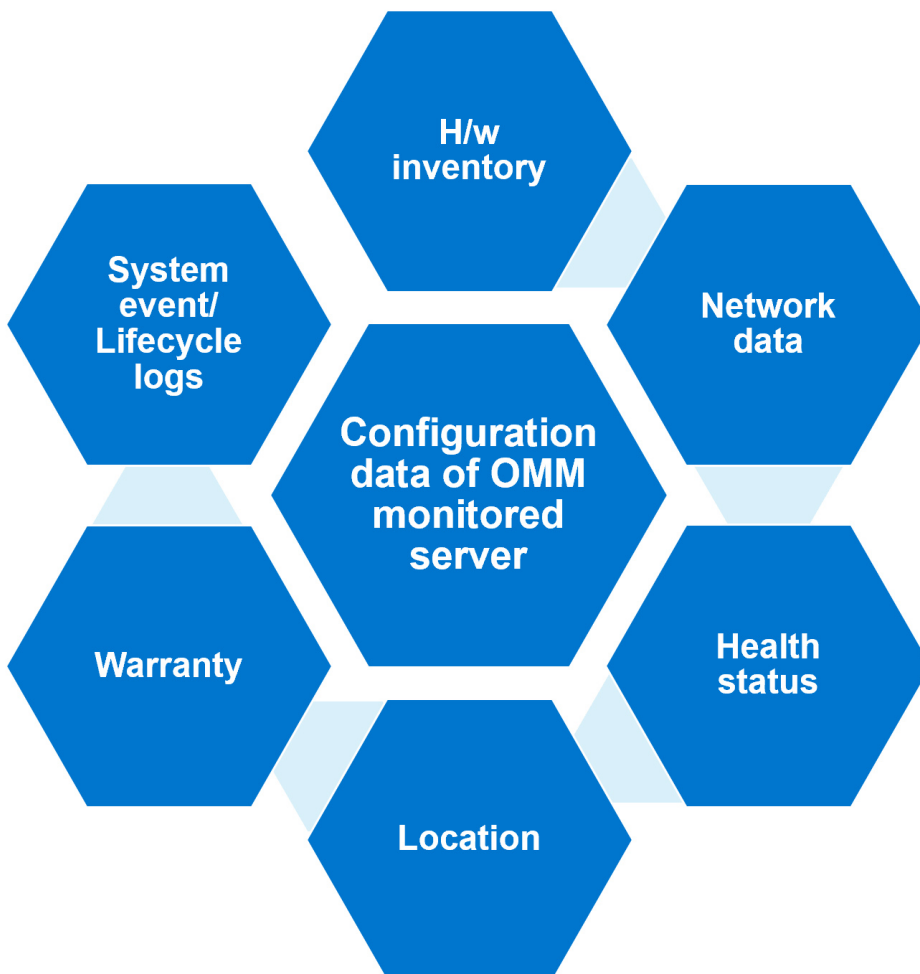 H/w
inventory
Network
data
Health
status
Location
Warranty
System
event/
Lifecycle
logs
Configuration
data of OMM
monitored
server